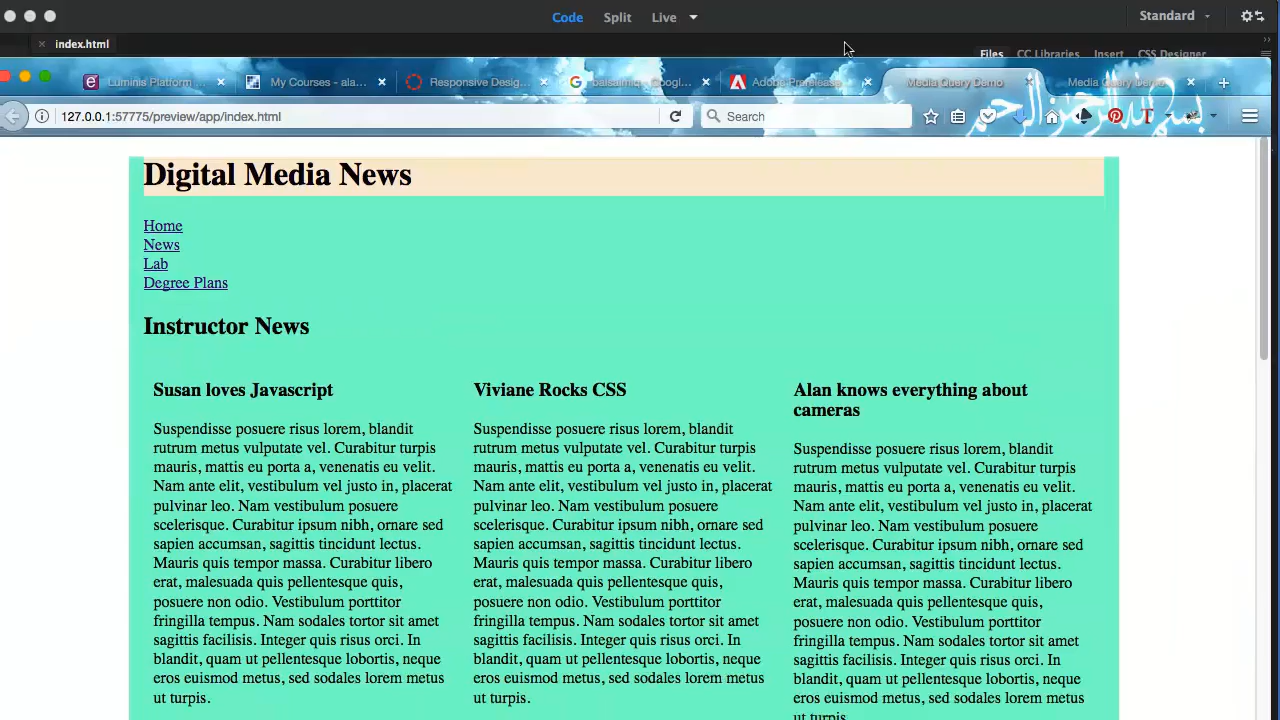 Code Split Live
Standard
index.html
Files CC Libraries Insert CSS Designer
Luminis Platform ... My Courses - ala... Responsive Desig... - Googl... Adobe Prerelease Media Query Demo Media Query Demo
127.0.0.1:57775/preview/app/index.html
Search
Digital Media News
Home
News
Lab
Degree Plans
Instructor News
Susan loves Javascript
Suspendisse posuere risus lorem, blandit
rutrum metus vulputate vel. Curabitur turpis
mauris, mattis eu porta a, venenatis eu velit.
Nam ante elit, vestibulum vel justo in, placerat
pulvinar leo. Nam vestibulum posuere
scelerisque. Curabitur ipsum nibh, ornare sed
sapien accumsan, sagittis tincidunt lectus.
Mauris quis tempor massa. Curabitur libero
erat, malesuada quis pellentesque quis,
posuere non odio. Vestibulum porttitor
fringilla tempus. Nam sodales tortor sit amet
sagittis facilisis. Integer quis risus orci. In
blandit, quam ut pellentesque lobortis, neque
eros euismod metus, sed sodales lorem metus
ut turpis.
Viviane Rocks CSS
Suspendisse posuere risus lorem, blandit
rutrum metus vulputate vel. Curabitur turpis
mauris, mattis eu porta a, venenatis eu velit.
Nam ante elit, vestibulum vel justo in, placerat
pulvinar leo. Nam vestibulum posuere
scelerisque. Curabitur ipsum nibh, ornare sed
sapien accumsan, sagittis tincidunt lectus.
Mauris quis tempor massa. Curabitur libero
erat, malesuada quis pellentesque quis,
posuere non odio. Vestibulum porttitor
fringilla tempus. Nam sodales tortor sit amet
sagittis facilisis. Integer quis risus orci. In
blandit, quam ut pellentesque lobortis, neque
eros euismod metus, sed sodales lorem metus
ut turpis.
Alan knows everything about
cameras
Suspendisse posuere risus lorem, blandit
rutrum metus vulputate vel. Curabitur turpis
mauris, mattis eu porta a, venenatis eu velit.
Nam ante elit, vestibulum vel justo in, placerat
pulvinar leo. Nam vestibulum posuere
scelerisque. Curabitur ipsum nibh, ornare sed
sapien accumsan, sagittis tincidunt lectus.
Mauris quis tempor massa. Curabitur libero
erat, malesuada quis pellentesque quis,
posuere non odio. Vestibulum porttitor
fringilla tempus. Nam sodales tortor sit amet
sagittis facilisis. Integer quis risus orci. In
blandit, quam ut pellentesque lobortis, neque
eros euismod metus, sed sodales lorem metus
ut turpis.